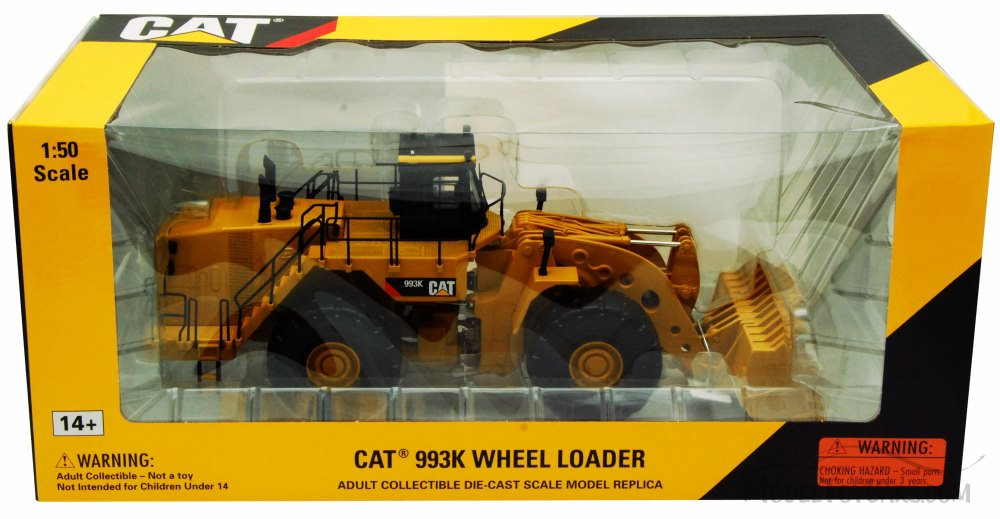 CAT®
1:50
Scale
993K CAT
14+
⚠ WARNING:
Adult Collectible – Not a toy
Not Intended for Children Under 14
CAT® 993K WHEEL LOADER
ADULT COLLECTIBLE DIE-CAST SCALE MODEL REPLICA
⚠ WARNING:
CHOKING HAZARD – Small parts
Not for children under 3 years.